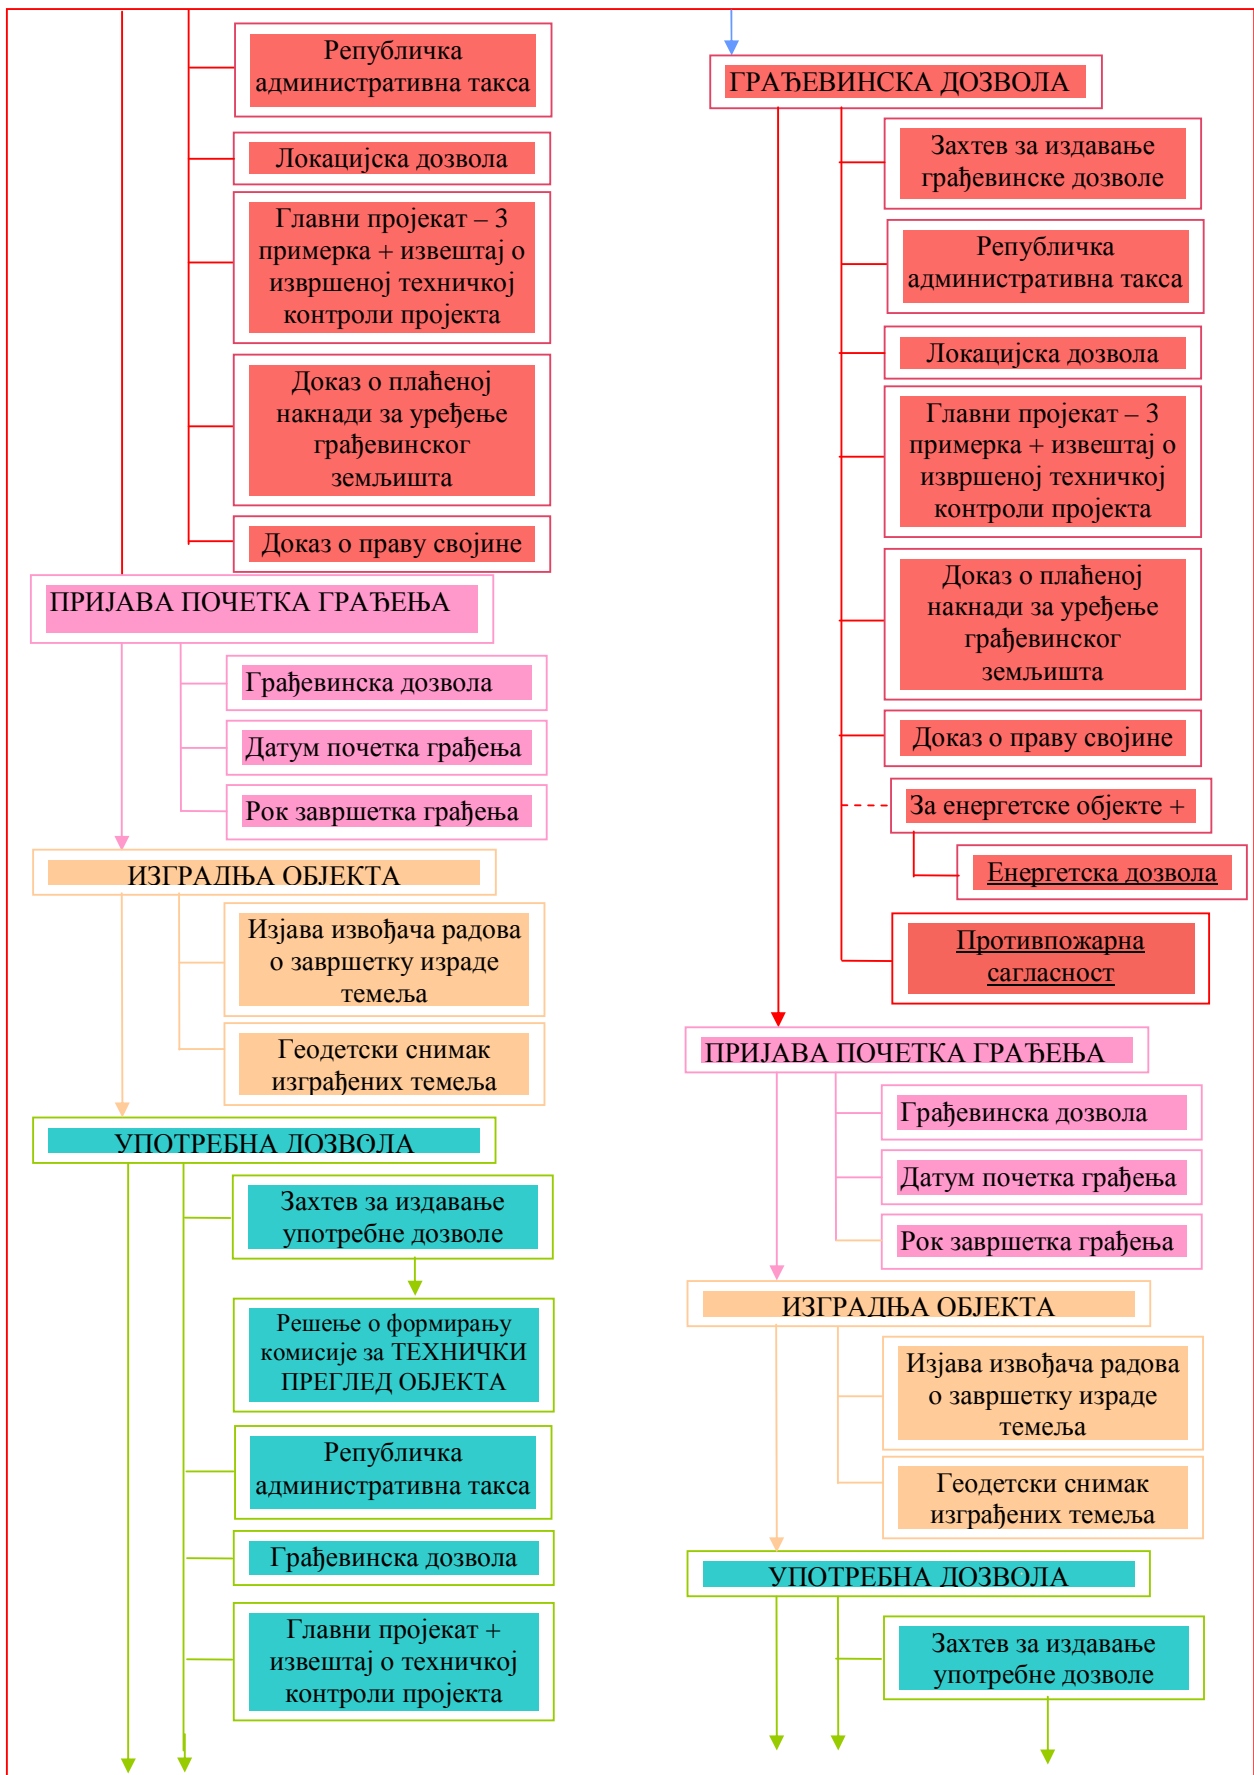 Републичка
административна такса
Локацијска дозвола
Главни пројекат – 3
примерка + извештај о
извршеној техничкој
контроли пројекта
Доказ о плаћеној
накнади за уређење
грађевинског
земљишта
Доказ о праву својине
ПРИЈАВА ПОЧЕТКА ГРАЂЕЊА
Грађевинска дозвола
Датум почетка грађења
Рок завршетка грађења
ИЗГРАДЊА ОБЈЕКТА
Изјава извођача радова
о завршетку израде
темеља
Геодетски снимак
изграђених темеља
УПОТРЕБНА ДОЗВОЛА
Захтев за издавање
употребне дозволе
Решење о формирању
комисије за ТЕХНИЧКИ
ПРЕГЛЕД ОБЈЕКТА
Републичка
административна такса
Грађевинска дозвола
Главни пројекат +
извештај о техничкој
контроли пројекта
ГРАЂЕВИНСКА ДОЗВОЛА
Захтев за издавање
грађевинске дозволе
Републичка
административна такса
Локацијска дозвола
Главни пројекат – 3
примерка + извештај о
извршеној техничкој
контроли пројекта
Доказ о плаћеној
накнади за уређење
грађевинског
земљишта
Доказ о праву својине
За енергетске објекте +
Енергетска дозвола
Противпожарна
сагласност
ПРИЈАВА ПОЧЕТКА ГРАЂЕЊА
Грађевинска дозвола
Датум почетка грађења
Рок завршетка грађења
ИЗГРАДЊА ОБЈЕКТА
Изјава извођача радова
о завршетку израде
темеља
Геодетски снимак
изграђених темеља
УПОТРЕБНА ДОЗВОЛА
Захтев за издавање
употребне дозволе